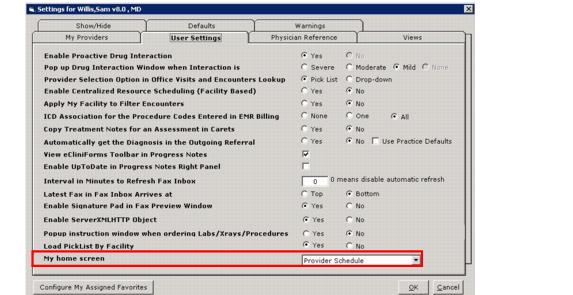 Settings for Willis,Sam v8.0 , MD
Show/Hide Defaults Warnings
My Providers User Settings Physician Reference Views
Enable Proactive Drug Interaction Yes No
Pop up Drug Interaction Window when Interaction is Severe Moderate Mild None
Provider Selection Option in Office Visits and Encounters Lookup Pick List Drop-down
Enable Centralized Resource Scheduling (Facility Based) Yes No
Apply My Facility to Filter Encounters Yes No
ICD Association for the Procedure Codes Entered in EMR Billing None One All
Copy Treatment Notes for an Assessment in Carets Yes No
Automatically get the Diagnosis in the Outgoing Referral Yes No Use Practice Defaults
View eCliniForms Toolbar in Progress Notes
Enable UpToDate in Progress Notes Right Panel
Interval in Minutes to Refresh Fax Inbox 0 0 means disable automatic refresh
Latest Fax in Fax Inbox Arrives at Top Bottom
Enable Signature Pad in Fax Preview Window Yes No
Enable ServerXMLHTTP Object Yes No
Popup instruction window when ordering Labs/Xrays/Procedures Yes No
Load PickList By Facility Yes No
My home screen Provider Schedule
Configure My Assigned Favorites OK Cancel